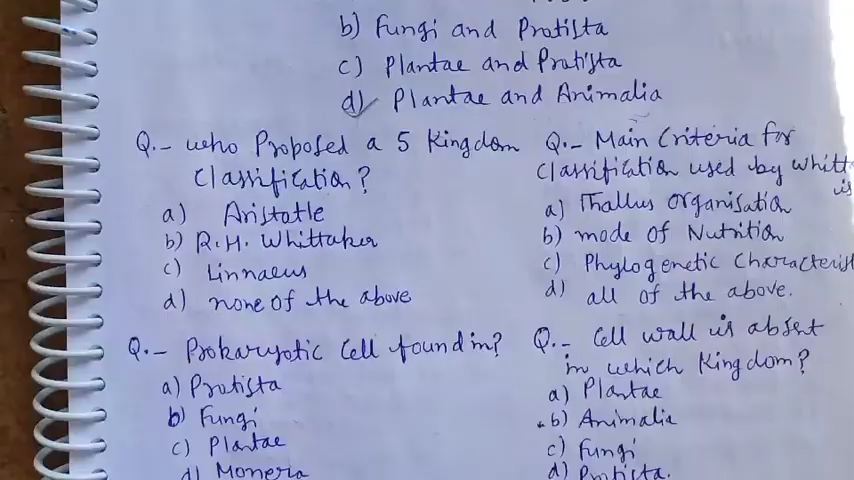 b) Fungi and Protista
c) Plantae and Protista
d) Plantae and Animalia
Q.- who Proposed a 5 Kingdom
Classification?
a) Aristotle
b) R.H. Whittaker
c) Linnaeus
d) none of the above
Q.- Main Criteria for
Classification used by Whitt
is
a) Thallus Organisation
b) mode of Nutrition
c) Phylogenetic Characterist
d) all of the above.
Q.- Prokaryotic Cell found in?
a) Protista
b) Fungi
c) Plantae
d) Monera
Q.- Cell wall is absent
in which Kingdom?
a) Plantae
b) Animalia
c) Fungi
d) Protista.